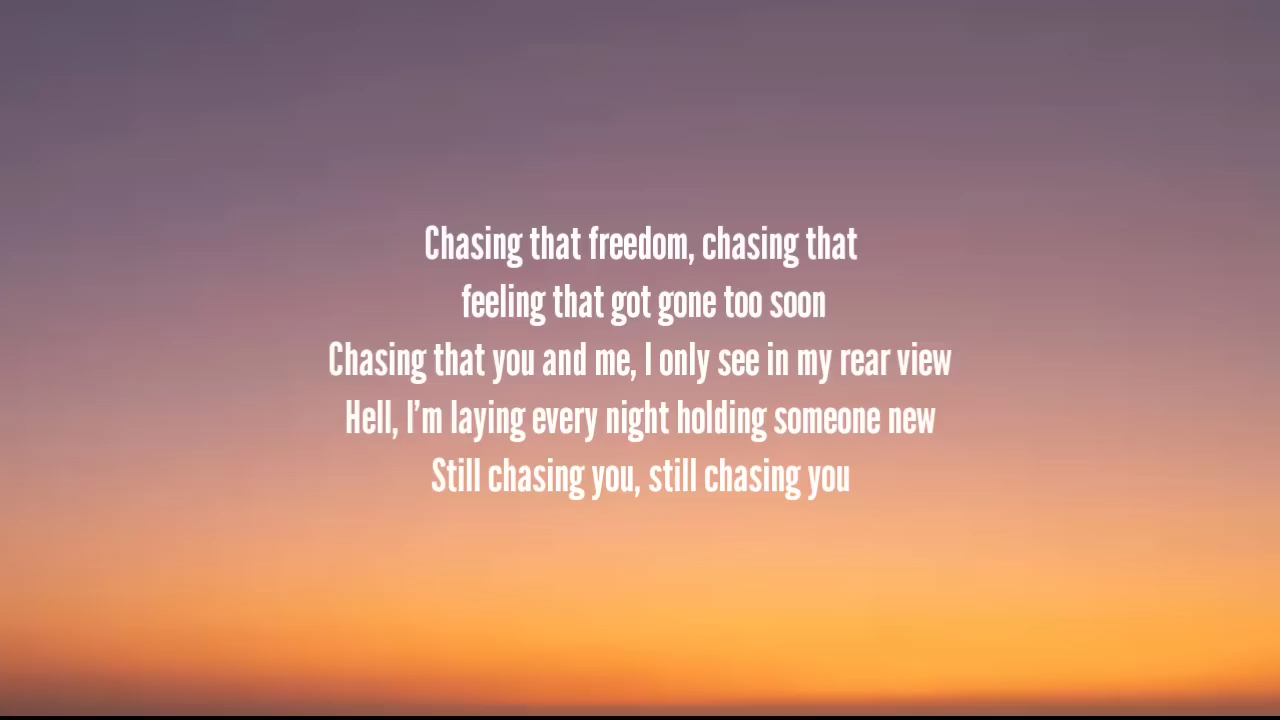 Chasing that freedom, chasing that
feeling that got gone too soon
Chasing that you and me, I only see in my rear view
Hell, I'm laying every night holding someone new
Still chasing you, still chasing you